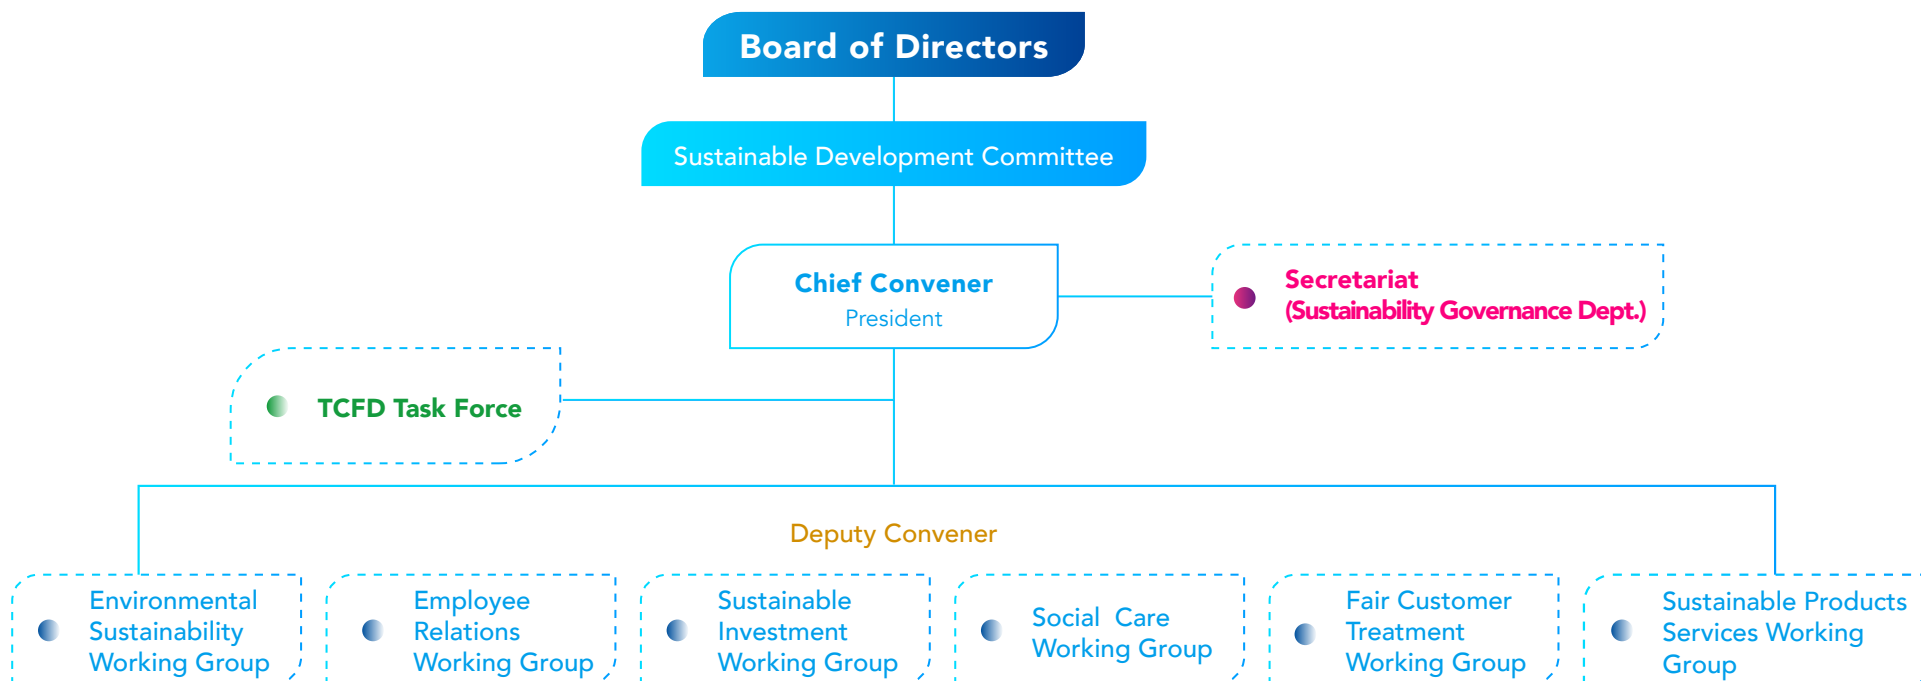 Board of Directors
Sustainable Development Committee
Chief Convener
President
Secretariat
(Sustainability Governance Dept.)
TCFD Task Force
Deputy Convener
Environmental
Sustainability
Working Group
Employee
Relations
Working Group
Sustainable
Investment
Working Group
Social Care
Working Group
Fair Customer
Treatment
Working Group
Sustainable Products
Services Working
Group